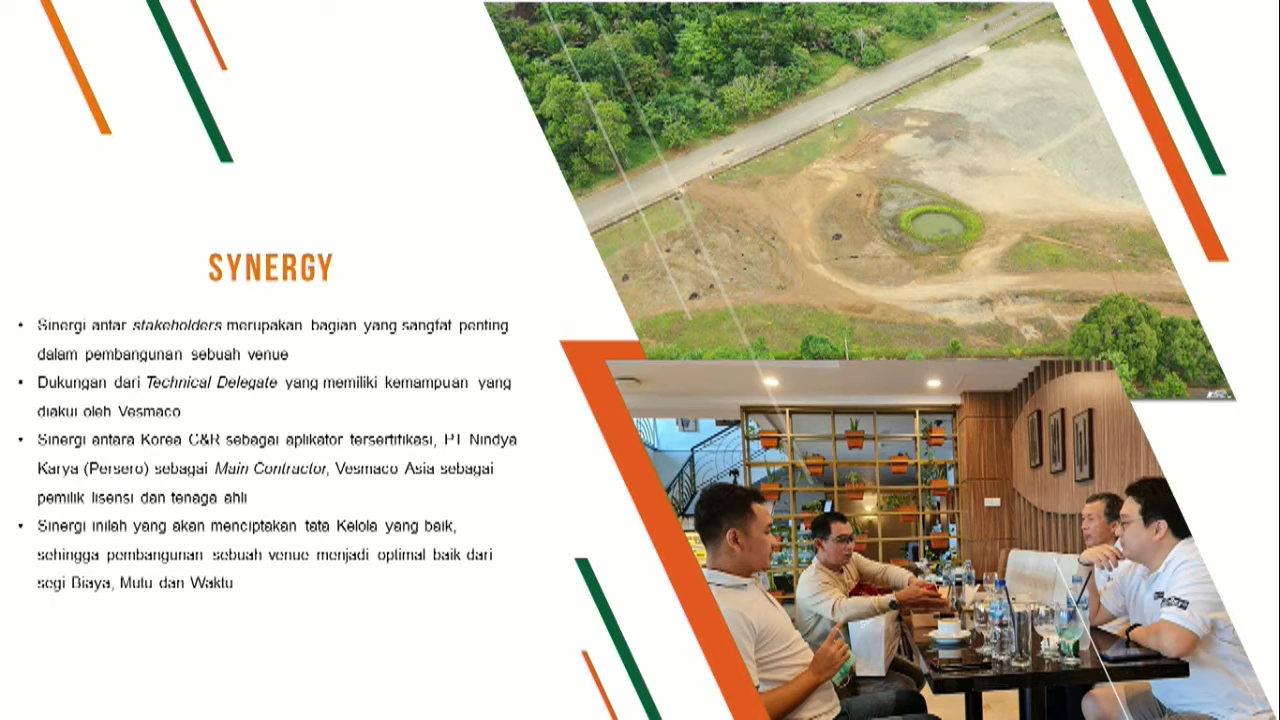 SYNERGY
• Sinergi antar stakeholders merupakan bagian yang sangfat penting
dalam pembangunan sebuah venue
• Dukungan dari Technical Delegate yang memiliki kemampuan yang
diakui oleh Vesmaco
• Sinergi antara Korea C&R sebagai aplikator tersertifikasi, PT Nindya
Karya (Persero) sebagai Main Contractor, Vesmaco Asia sebagai
pemilik lisensi dan tenaga ahli
• Sinergi inilah yang akan menciptakan tata Kelola yang baik,
sehingga pembangunan sebuah venue menjadi optimal baik dari
segi Biaya, Mutu dan Waktu